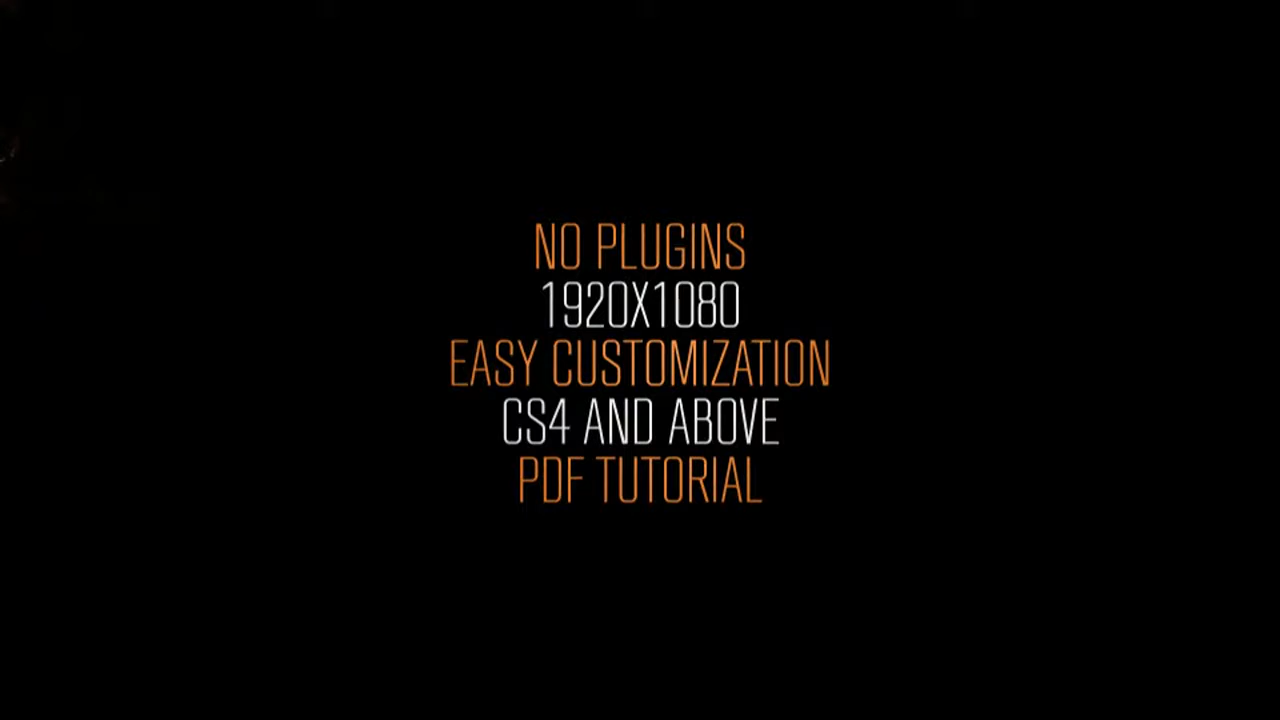 NO PLUGINS
1920X1080
EASY CUSTOMIZATION
CS4 AND ABOVE
PDF TUTORIAL